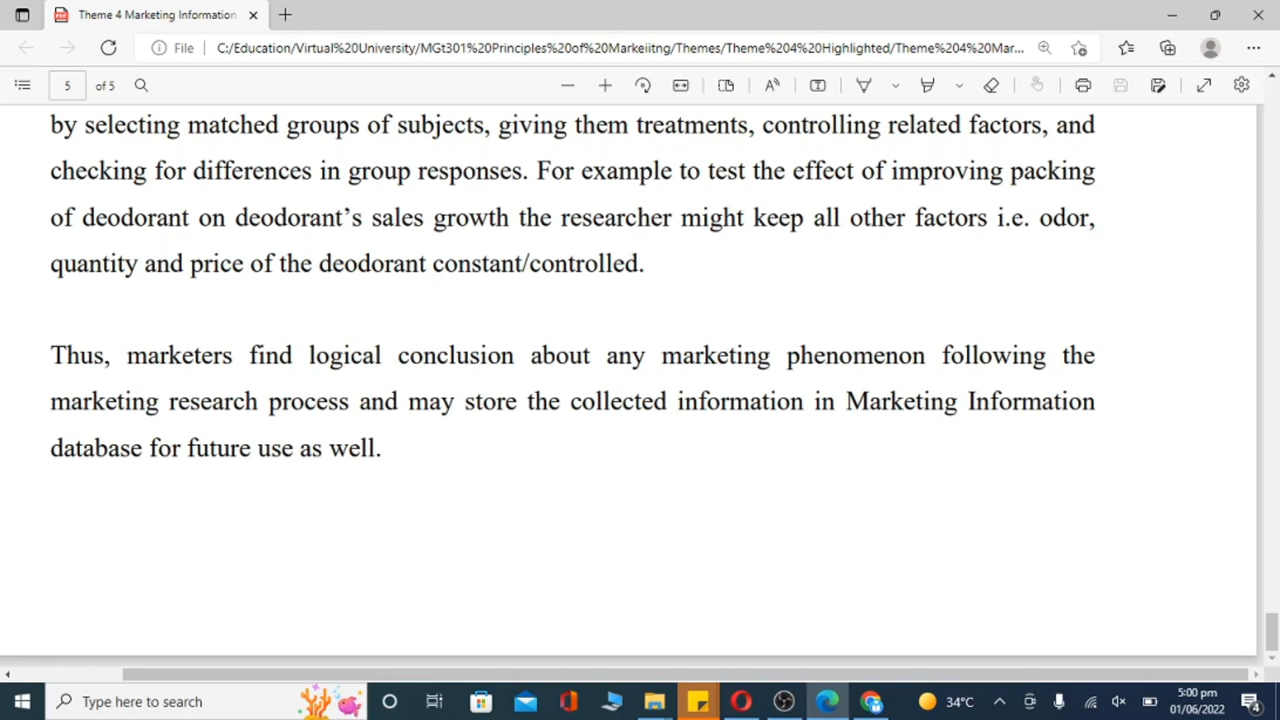 Theme 4 Marketing Information
File
C:/Education/Virtual%20University/MGt301%20Principles%20of%20Markeiitng/Themes/Theme%204%20Highlighted/Theme%204%20Mar...
5 of 5
by selecting matched groups of subjects, giving them treatments, controlling related factors, and
checking for differences in group responses. For example to test the effect of improving packing
of deodorant on deodorant’s sales growth the researcher might keep all other factors i.e. odor,
quantity and price of the deodorant constant/controlled.
Thus, marketers find logical conclusion about any marketing phenomenon following the
marketing research process and may store the collected information in Marketing Information
database for future use as well.
Type here to search
34°C
5:00 pm
01/06/2022
4